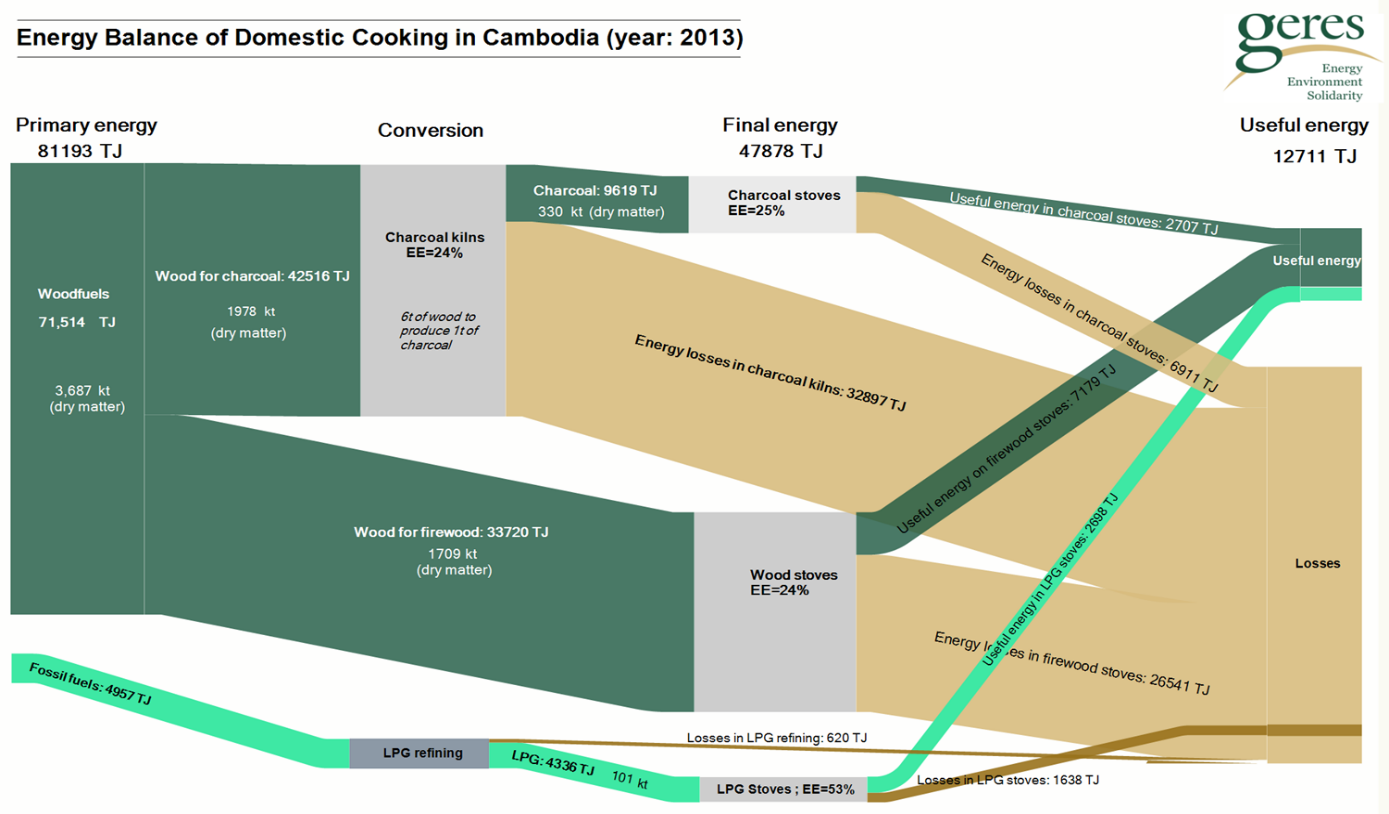 Energy Balance of Domestic Cooking in Cambodia (year: 2013)
geres
Energy
Environment
Solidarity
Primary energy
81193 TJ
Conversion
Final energy
47878 TJ
Useful energy
12711 TJ
Woodfuels
71,514 TJ
3,687 kt
(dry matter)
Wood for charcoal: 42516 TJ
1978 kt
(dry matter)
Charcoal kilns
EE=24%
6t of wood to
produce 1t of
charcoal
Charcoal: 9619 TJ
330 kt (dry matter)
Charcoal stoves
EE=25%
Useful energy in charcoal stoves: 2707 TJ
Useful energy
Energy losses in charcoal stoves: 6911 TJ
Energy losses in charcoal kilns: 32897 TJ
Useful energy on firewood stoves: 7179 TJ
Wood for firewood: 33720 TJ
1709 kt
(dry matter)
Wood stoves
EE=24%
Useful energy in LPG stoves: 2698 TJ
Losses
Energy losses in firewood stoves: 26541 TJ
Fossil fuels: 4957 TJ
LPG refining
Losses in LPG refining: 620 TJ
LPG: 4336 TJ 101 kt
LPG Stoves ; EE=53%
Losses in LPG stoves: 1638 TJ